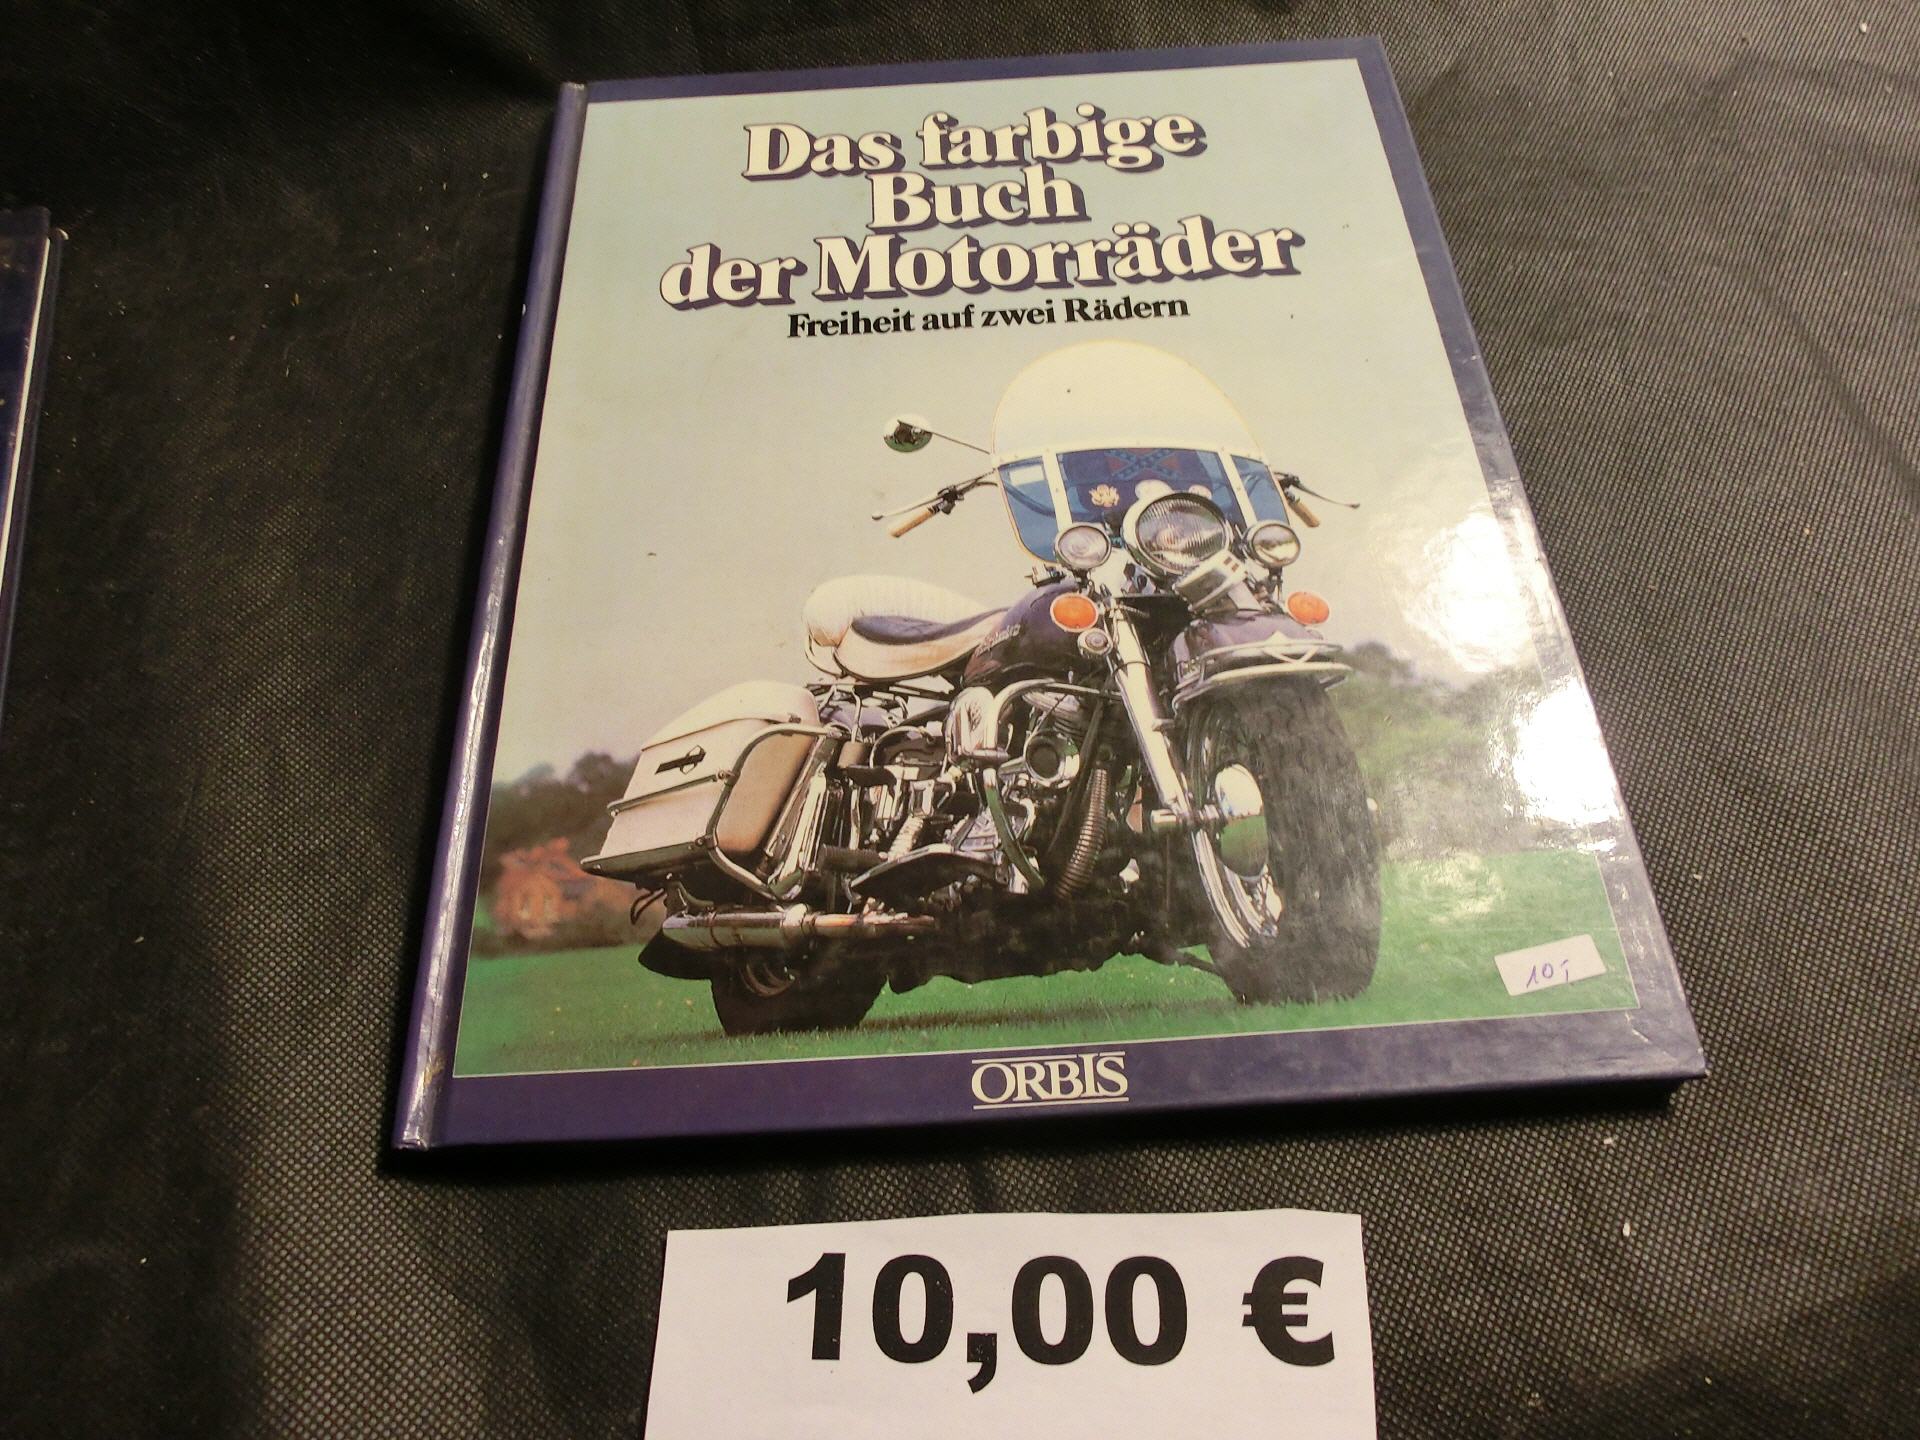 Das farbige
Buch
der Motorräder
Freiheit auf zwei Rädern
10,-
ORBIS
10,00 €